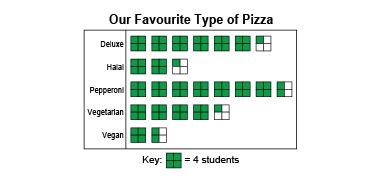 Our Favourite Type of Pizza
Deluxe
Halal
Pepperoni
Vegetarian
Vegan
Key: = 4 students